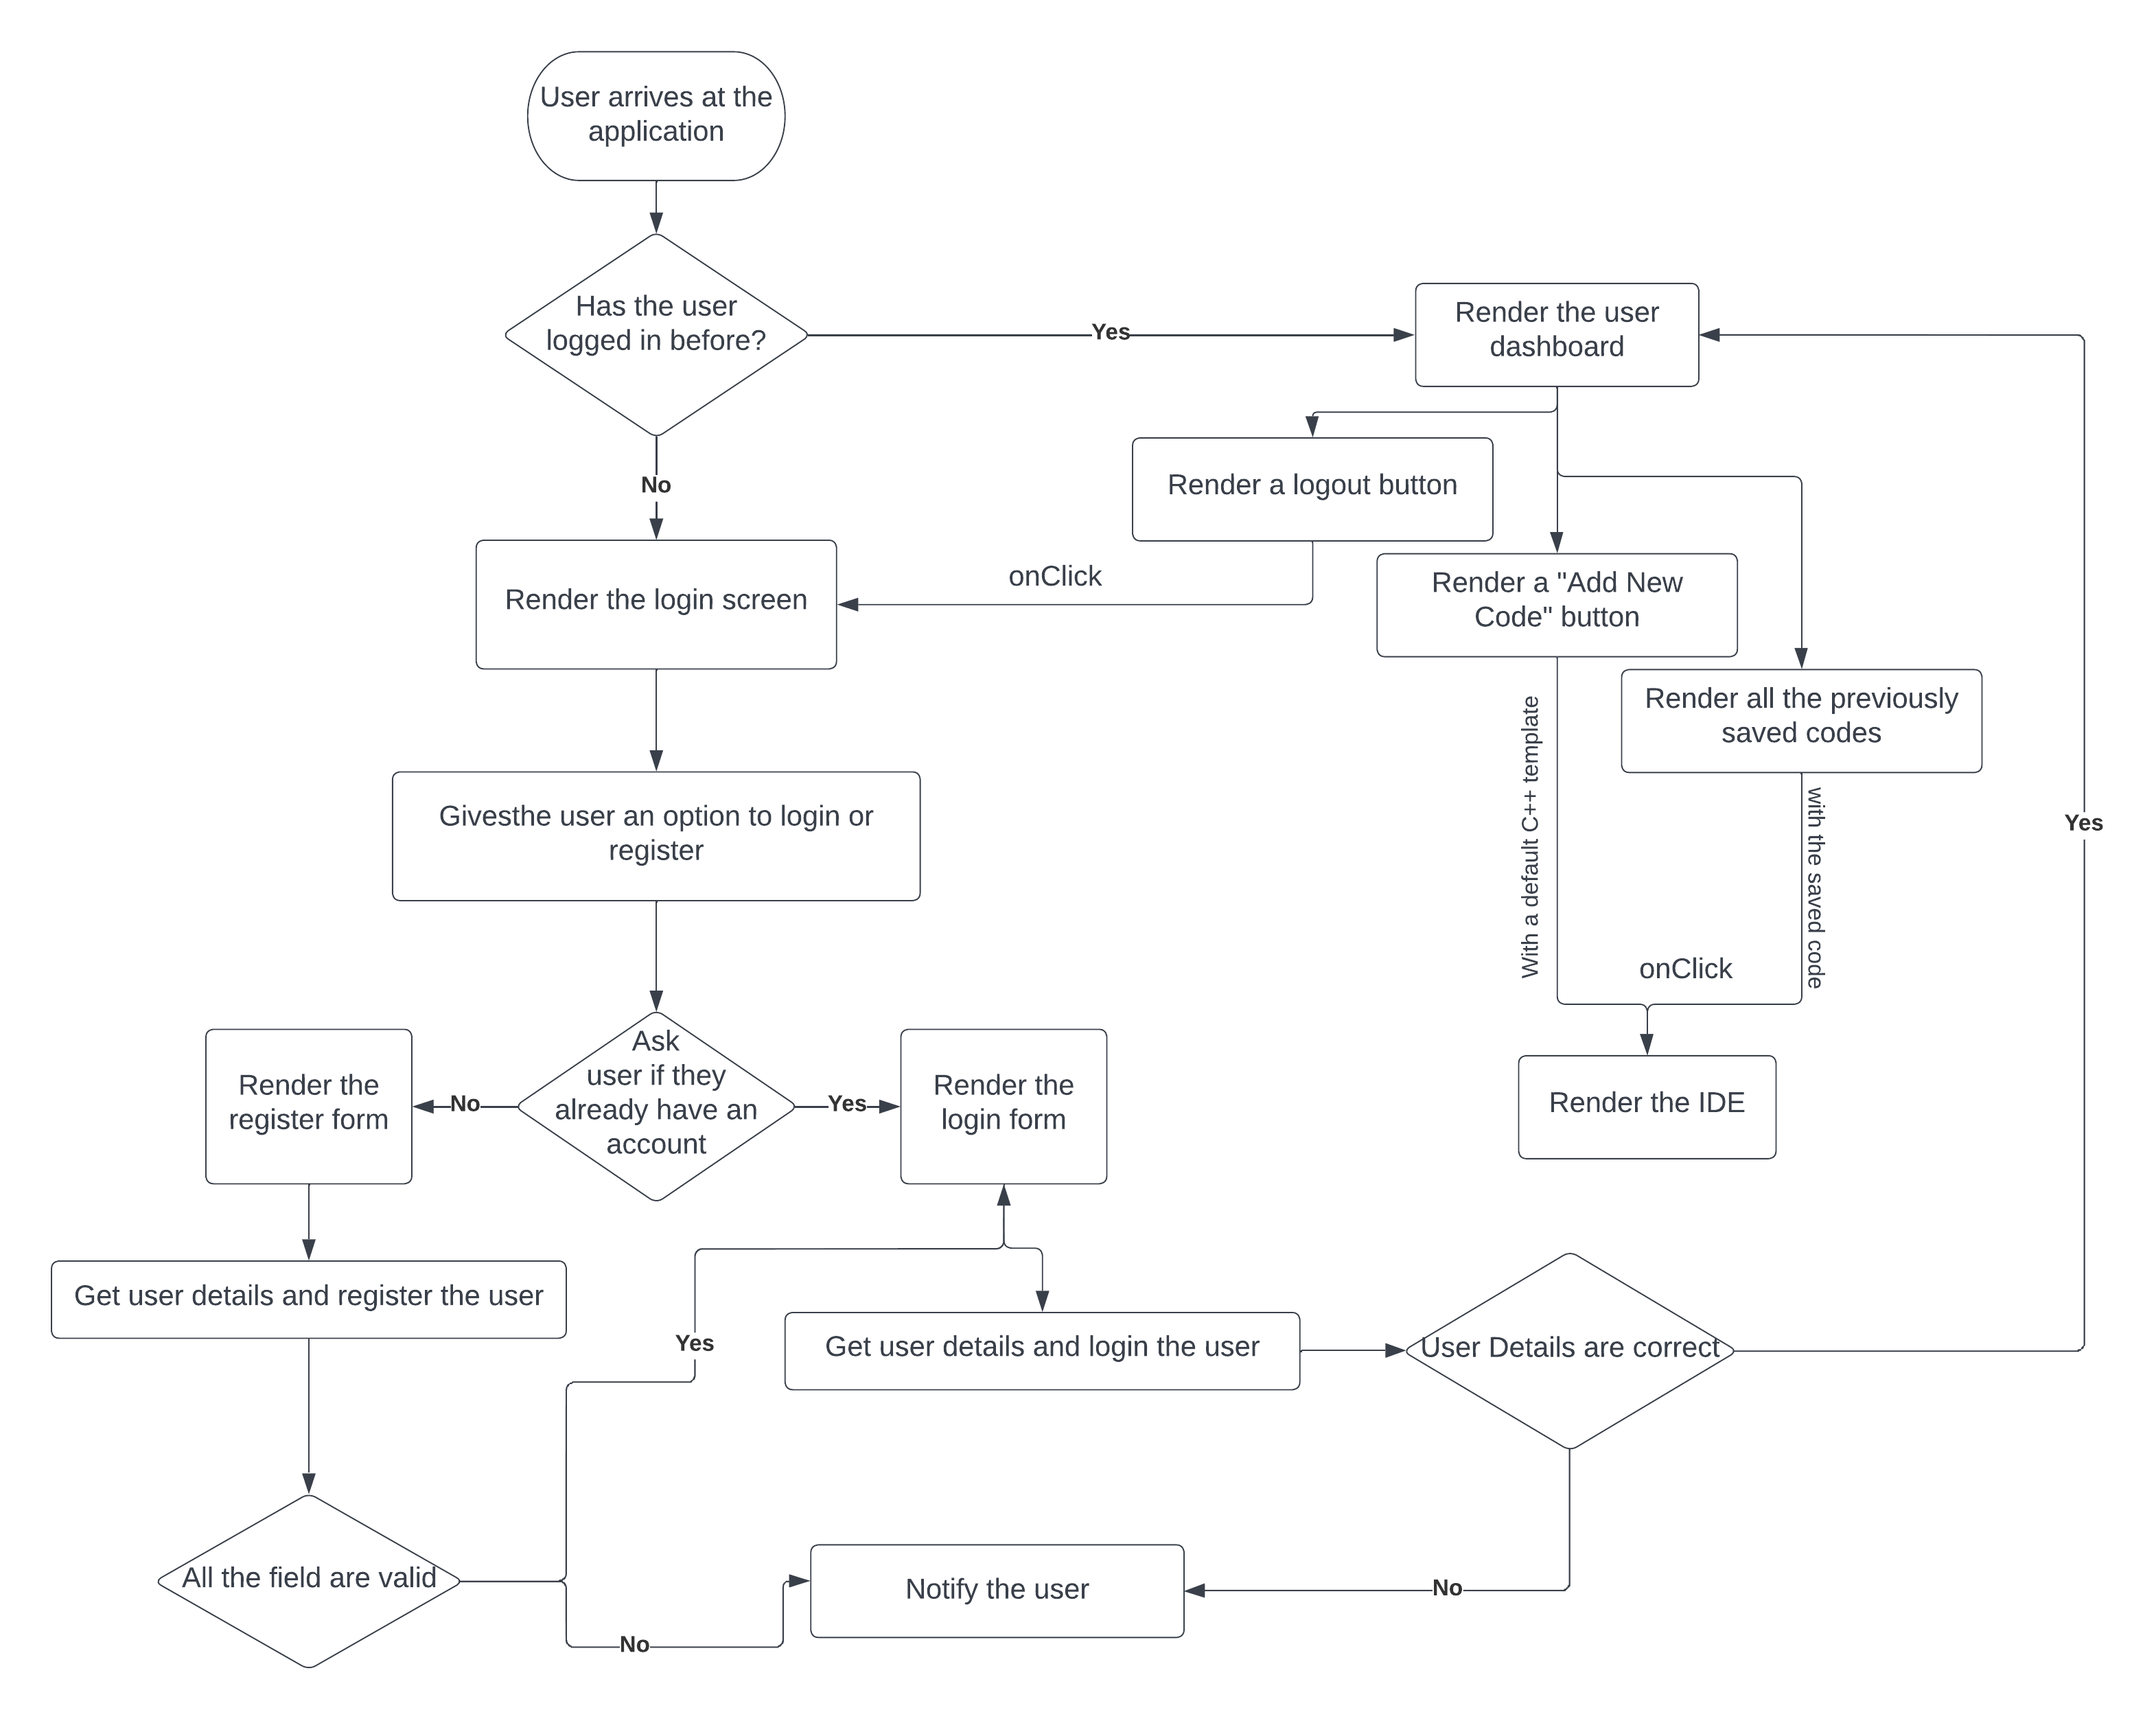 User arrives at the
application
Has the user
logged in before?
Yes
Render the user
dashboard
No
Render a logout button
onClick
Render the login screen
Render a "Add New
Code" button
Render all the previously
saved codes
With a default C++ template
with the saved code
Yes
Givesthe user an option to login or
register
onClick
Render the
register form
No
Ask
user if they
already have an
account
Yes
Render the
login form
Render the IDE
Get user details and register the user
Yes
Get user details and login the user
User Details are correct
All the field are valid
Notify the user
No
No